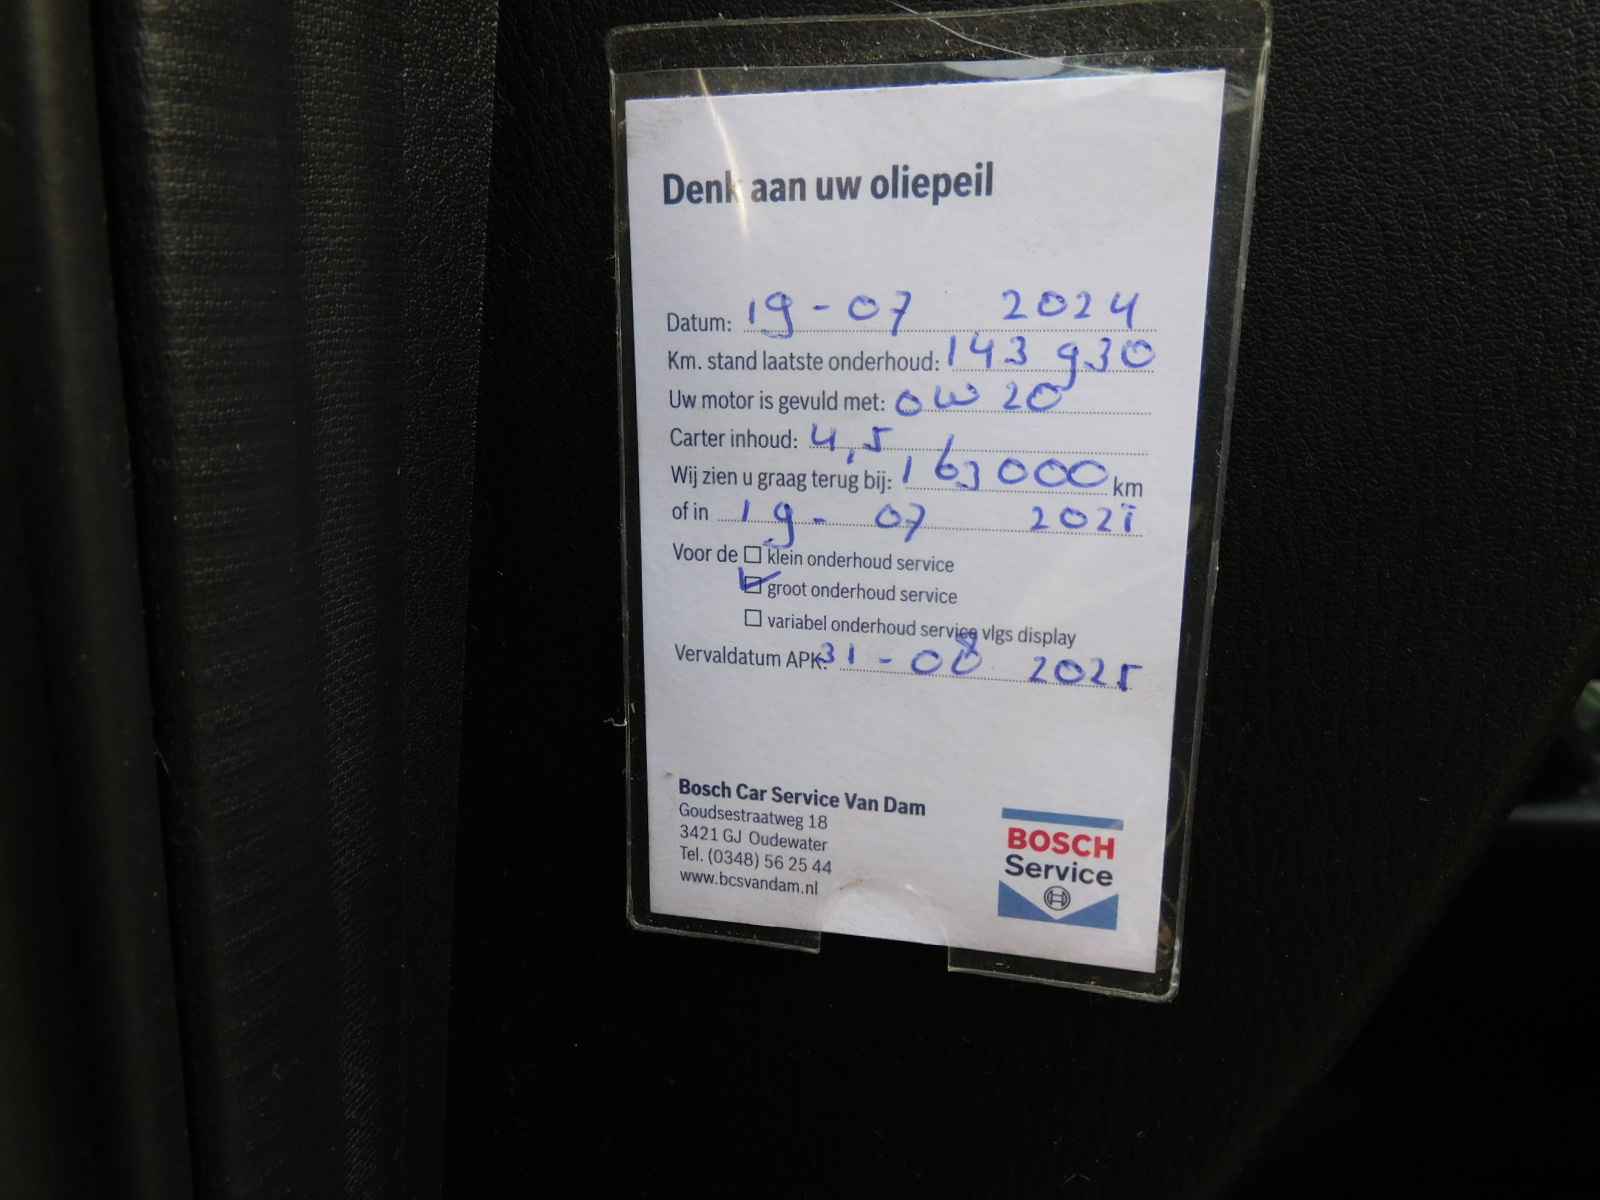 Denk aan uw oliepeil
Datum: 19-07 2024
Km. stand laatste onderhoud: 143 930
Uw motor is gevuld met: 0W20
Carter inhoud: 4,5
Wij zien u graag terug bij: 163000 km
of in 19-07 2025
Voor de klein onderhoud service
groot onderhoud service
variabel onderhoud service vlgs display
Vervaldatum APK: 31-08 2025
Bosch Car Service Van Dam
Goudsestraatweg 18
3421 GJ Oudewater
Tel. (0348) 56 25 44
www.bcsvandam.nl
BOSCH
Service